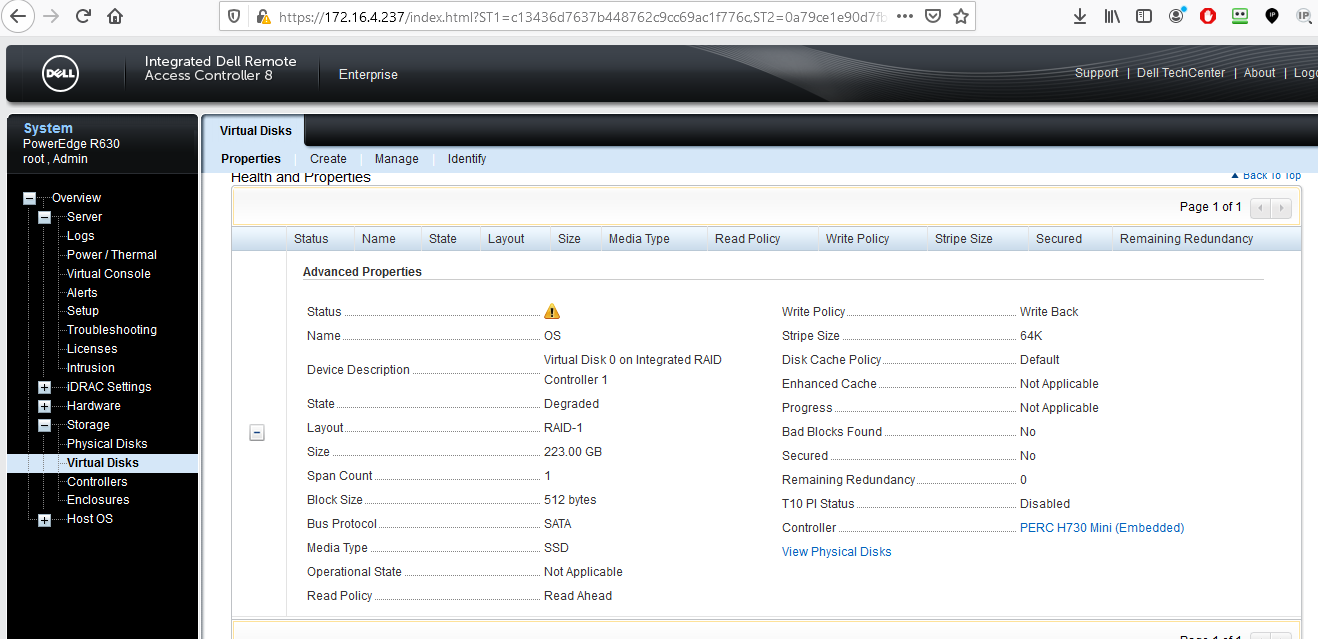 https://172.16.4.237/index.html?ST1=c13436d7637b448762c9cc69ac1f776c,ST2=0a79ce1e90d7fb
DELL
Integrated Dell Remote
Access Controller 8
Enterprise
Support | Dell TechCenter | About | Logo
System
PowerEdge R630
root , Admin
Overview
Server
Logs
Power / Thermal
Virtual Console
Alerts
Setup
Troubleshooting
Licenses
Intrusion
iDRAC Settings
Hardware
Storage
Physical Disks
Virtual Disks
Controllers
Enclosures
Host OS
Virtual Disks
Properties Create Manage Identify
Health and Properties
Back To Top
Page 1 of 1
Status Name State Layout Size Media Type Read Policy Write Policy Stripe Size Secured Remaining Redundancy
Advanced Properties
Status
Name OS
Device Description Virtual Disk 0 on Integrated RAID
Controller 1
State Degraded
Layout RAID-1
Size 223.00 GB
Span Count 1
Block Size 512 bytes
Bus Protocol SATA
Media Type SSD
Operational State Not Applicable
Read Policy Read Ahead
Write Policy Write Back
Stripe Size 64K
Disk Cache Policy Default
Enhanced Cache Not Applicable
Progress Not Applicable
Bad Blocks Found No
Secured No
Remaining Redundancy 0
T10 PI Status Disabled
Controller PERC H730 Mini (Embedded)
View Physical Disks
Page 1 of 1